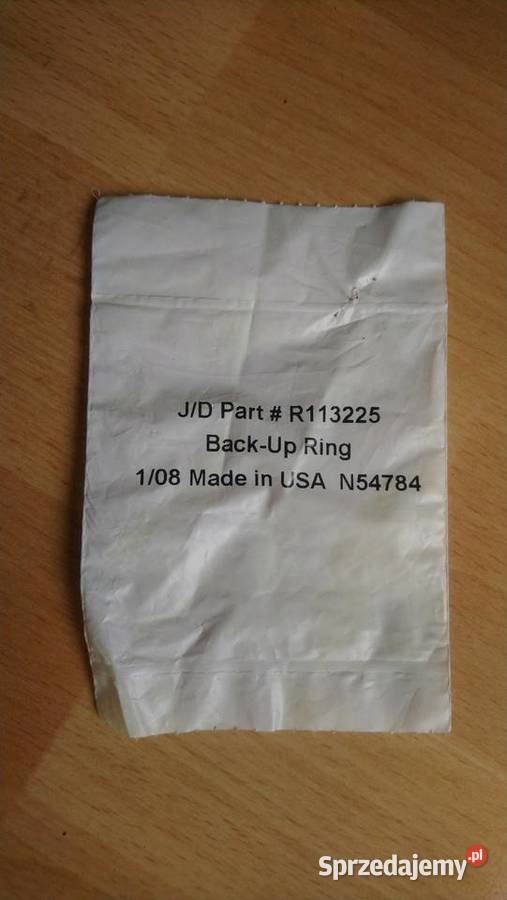 J/D Part # R113225
Back-Up Ring
1/08 Made in USA N54784
Sprzedajemy.pl